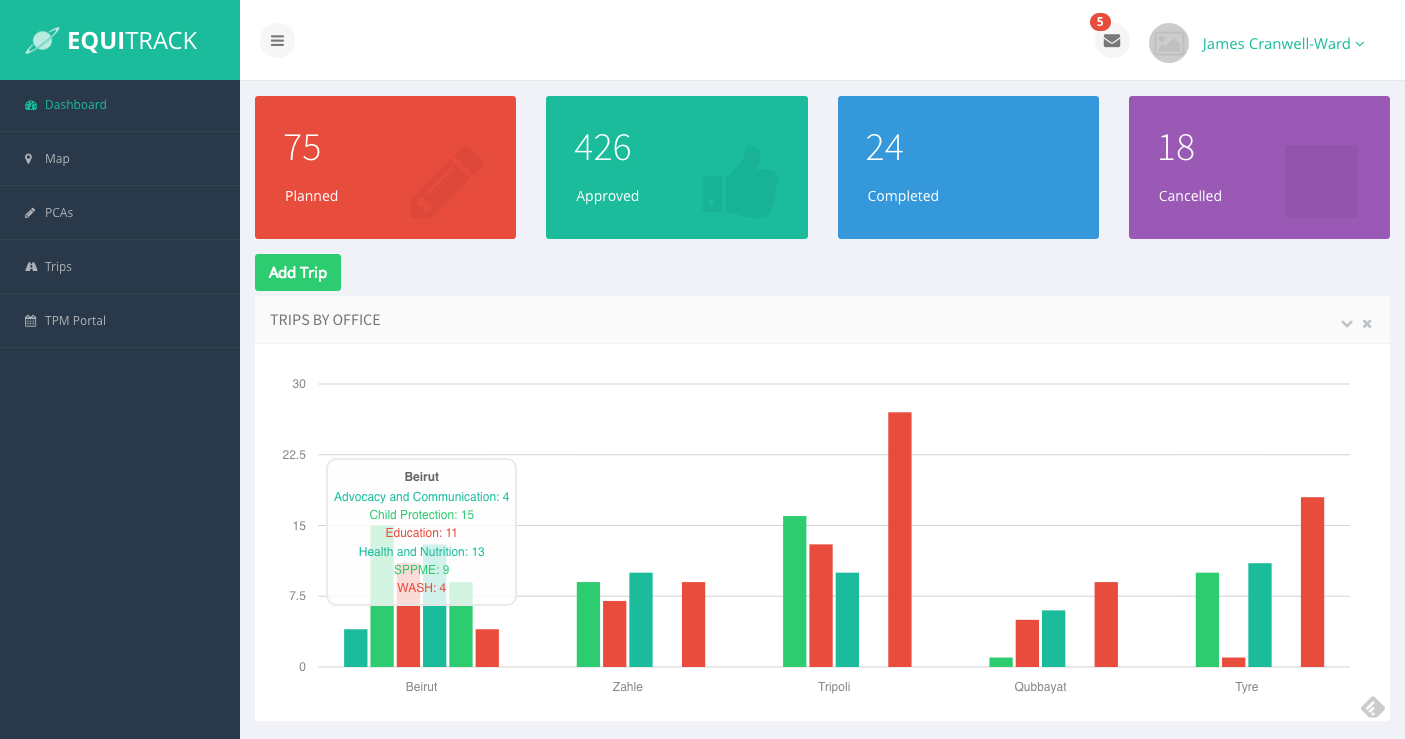 EQUITRACK
5
James Cranwell-Ward
Dashboard
Map
PCAs
Trips
TPM Portal
75
Planned
426
Approved
24
Completed
18
Cancelled
Add Trip
TRIPS BY OFFICE
30
22.5
15
7.5
0
Beirut
Advocacy and Communication: 4
Child Protection: 15
Education: 11
Health and Nutrition: 13
SPPME: 9
WASH: 4
Beirut
Zahle
Tripoli
Qubbayat
Tyre